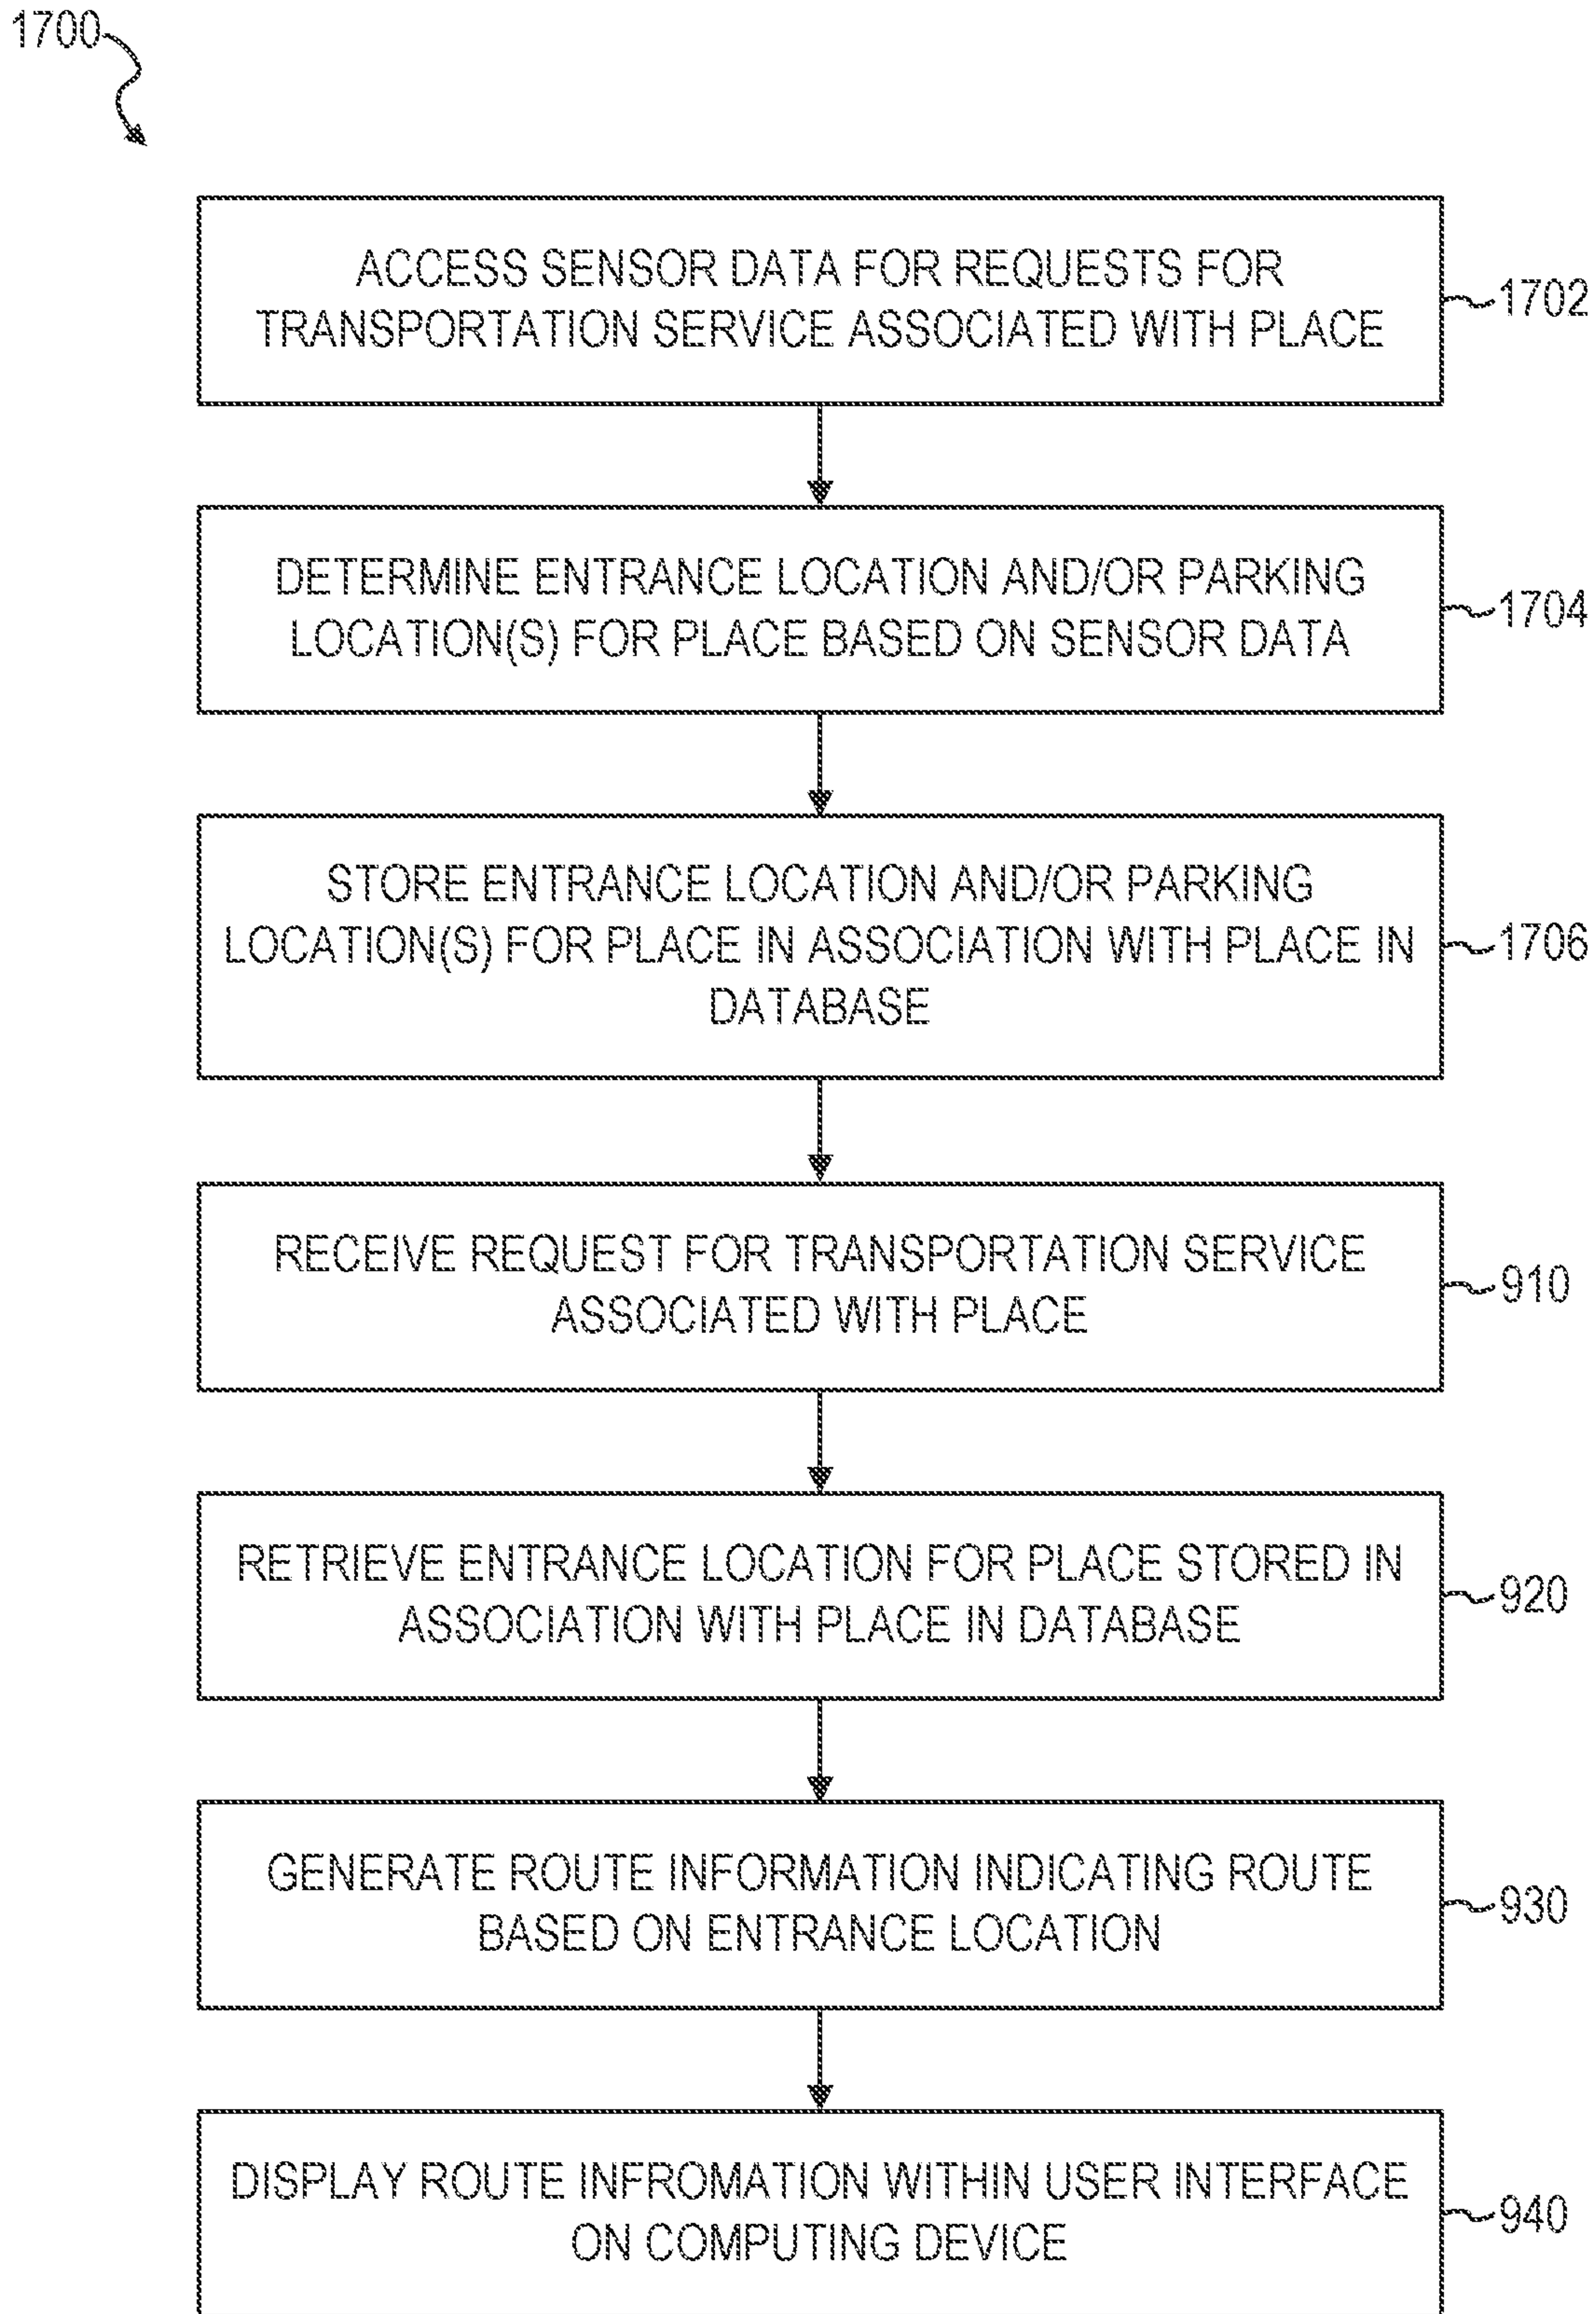 1700
ACCESS SENSOR DATA FOR REQUESTS FOR
TRANSPORTATION SERVICE ASSOCIATED WITH PLACE
1702
DETERMINE ENTRANCE LOCATION AND/OR PARKING
LOCATION(S) FOR PLACE BASED ON SENSOR DATA
1704
STORE ENTRANCE LOCATION AND/OR PARKING
LOCATION(S) FOR PLACE IN ASSOCIATION WITH PLACE IN
DATABASE
1706
RECEIVE REQUEST FOR TRANSPORTATION SERVICE
ASSOCIATED WITH PLACE
910
RETRIEVE ENTRANCE LOCATION FOR PLACE STORED IN
ASSOCIATION WITH PLACE IN DATABASE
920
GENERATE ROUTE INFORMATION INDICATING ROUTE
BASED ON ENTRANCE LOCATION
930
DISPLAY ROUTE INFROMATION WITHIN USER INTERFACE
ON COMPUTING DEVICE
940